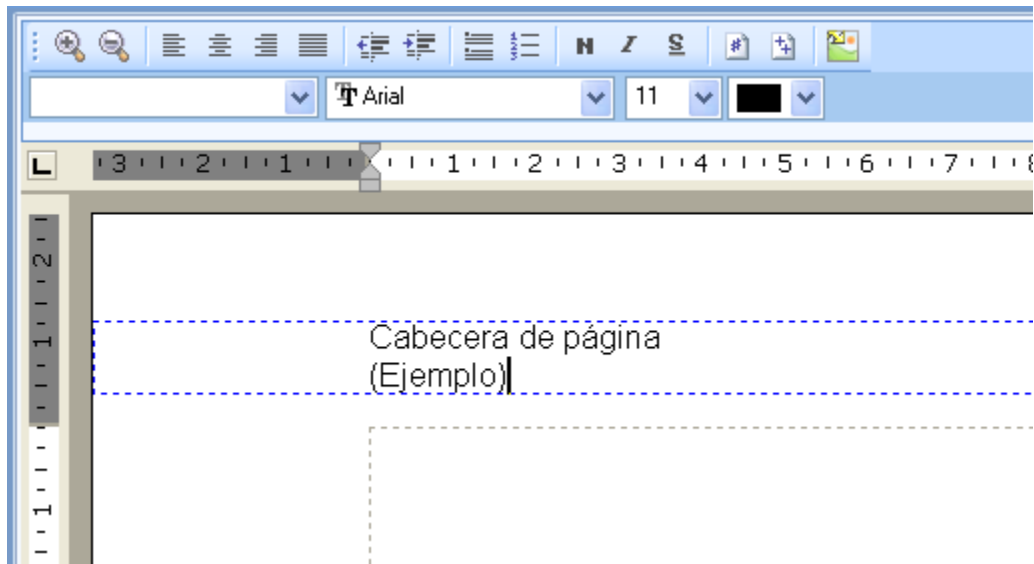 N I S
Arial 11
L 3 2 1 1 2 3 4 5 6 7 8
2
1
1
Cabecera de página
(Ejemplo)